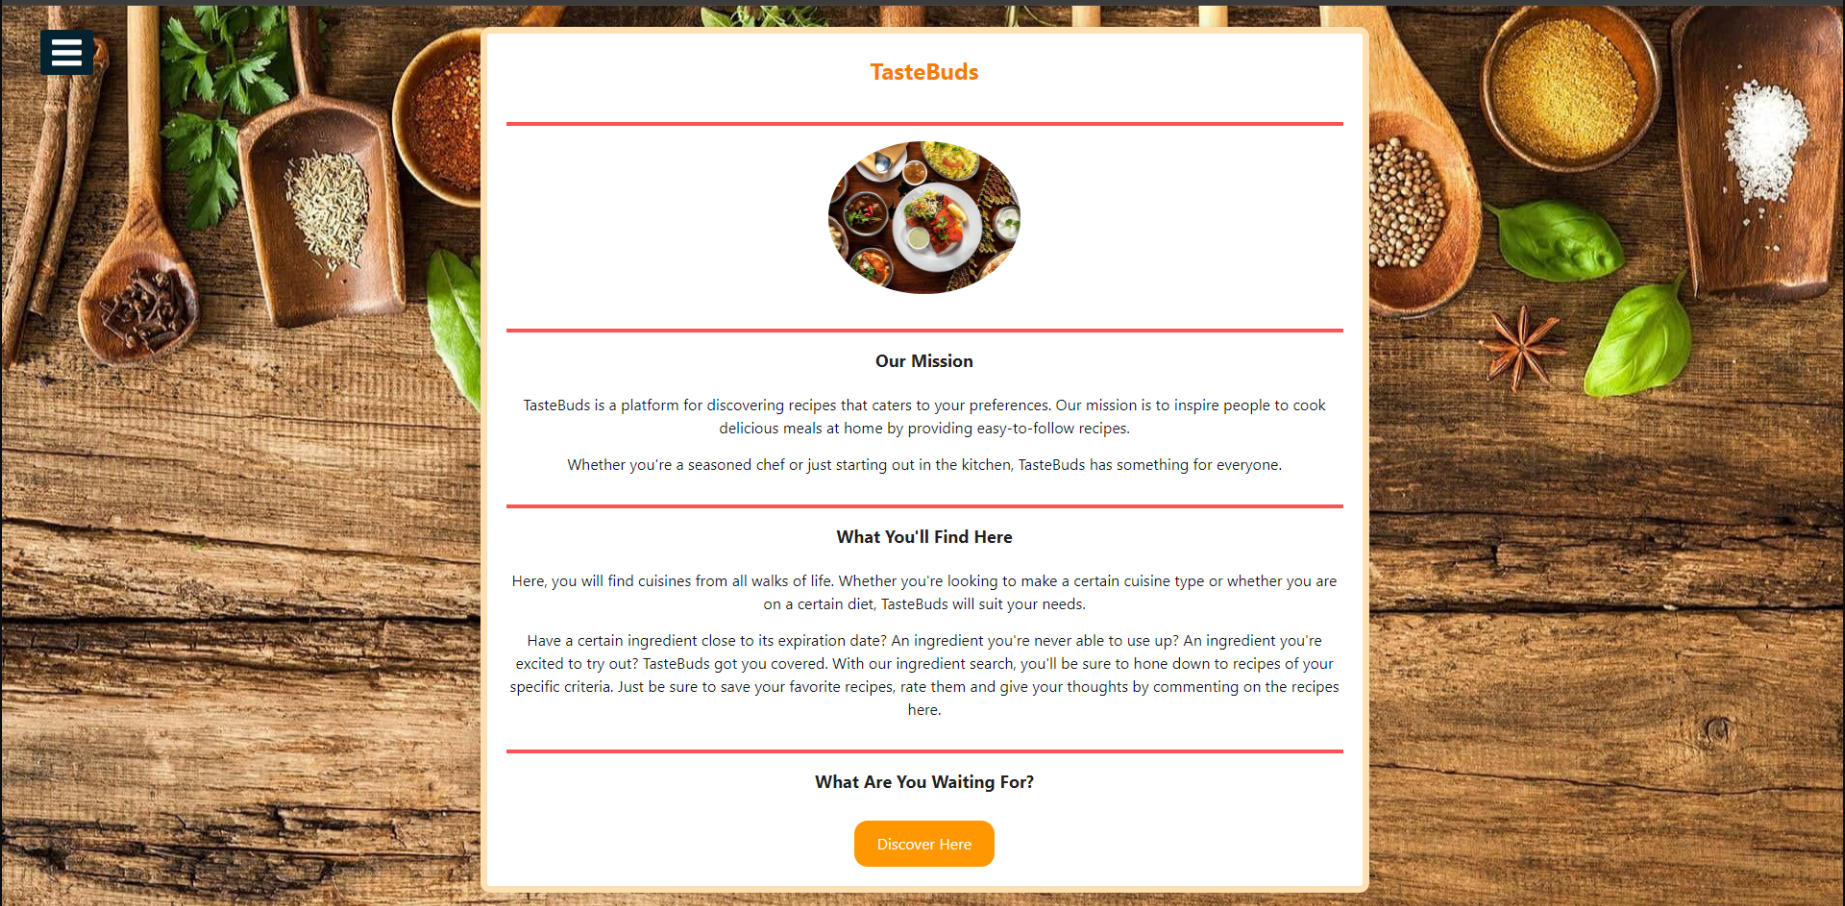 TasteBuds
Our Mission
TasteBuds is a platform for discovering recipes that caters to your preferences. Our mission is to inspire people to cook
delicious meals at home by providing easy-to-follow recipes.
Whether you're a seasoned chef or just starting out in the kitchen, TasteBuds has something for everyone.
What You'll Find Here
Here, you will find cuisines from all walks of life. Whether you're looking to make a certain cuisine type or whether you are
on a certain diet, TasteBuds will suit your needs.
Have a certain ingredient close to its expiration date? An ingredient you're never able to use up? An ingredient you're
excited to try out? TasteBuds got you covered. With our ingredient search, you'll be sure to hone down to recipes of your
specific criteria. Just be sure to save your favorite recipes, rate them and give your thoughts by commenting on the recipes
here.
What Are You Waiting For?
Discover Here